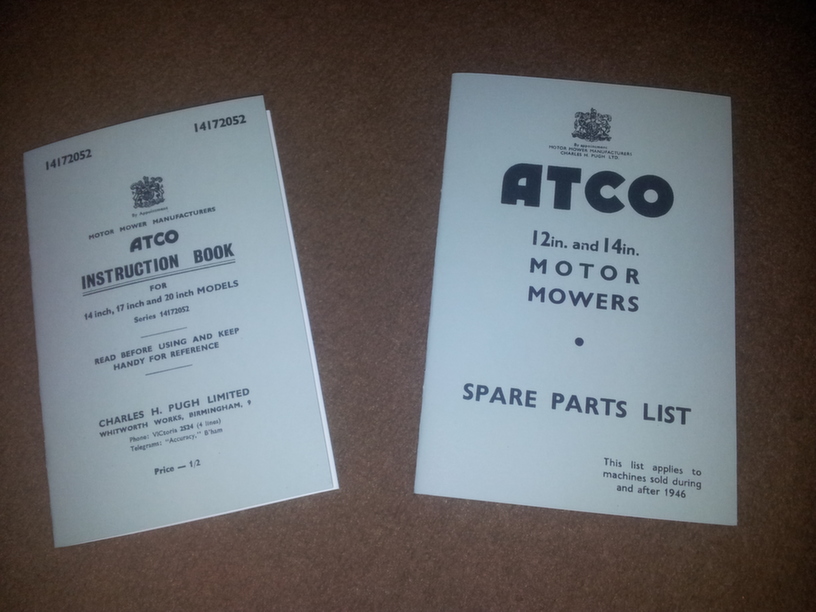 14172052 14172052
By Appointment
MOTOR MOWER MANUFACTURERS
ATCO
INSTRUCTION BOOK
FOR
14 inch, 17 inch and 20 inch MODELS
Series 14172052
READ BEFORE USING AND KEEP
HANDY FOR REFERENCE
CHARLES H. PUGH LIMITED
WHITWORTH WORKS, BIRMINGHAM, 9
Phone: VICtoria 2524 (4 lines)
Telegrams: "Accuracy," B'ham
Price — 1/2
By Appointment
MOTOR MOWER MANUFACTURERS
CHARLES H. PUGH LTD.
ATCO
12in. and 14in.
MOTOR
MOWERS
SPARE PARTS LIST
This list applies to
machines sold during
and after 1946